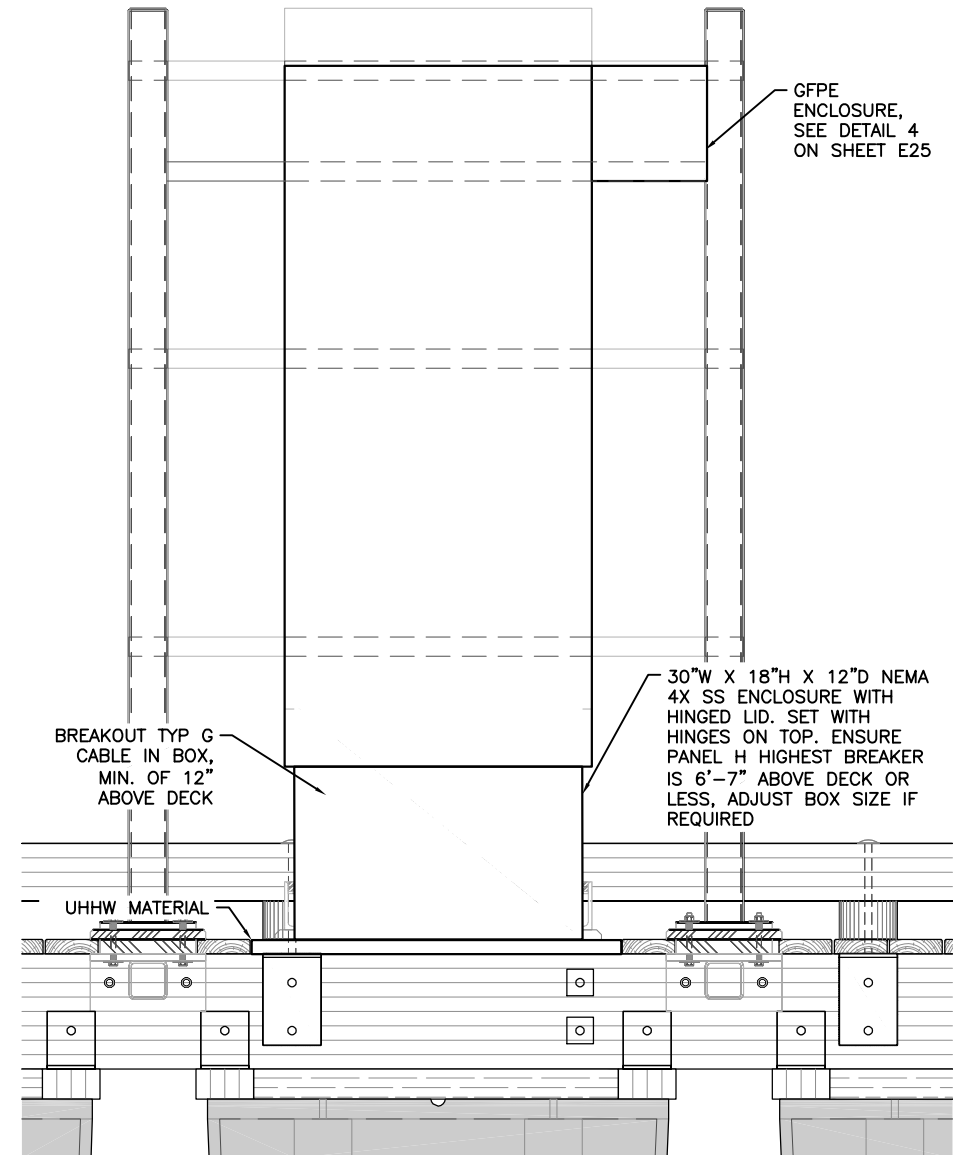 GFPE
ENCLOSURE,
SEE DETAIL 4
ON SHEET E25
30"W X 18"H X 12"D NEMA
4X SS ENCLOSURE WITH
HINGED LID. SET WITH
HINGES ON TOP. ENSURE
PANEL H HIGHEST BREAKER
IS 6'-7" ABOVE DECK OR
LESS, ADJUST BOX SIZE IF
REQUIRED
BREAKOUT TYP G
CABLE IN BOX,
MIN. OF 12"
ABOVE DECK
UHHW MATERIAL